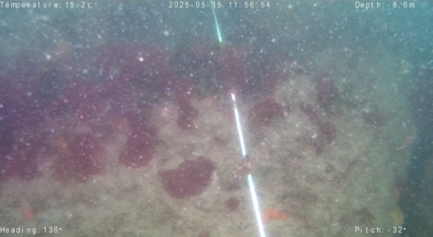 Temperature: 15.2c
2025-05-15 11:56:54
Depth: -8.6m
Heading: 136°
Pitch: -32°